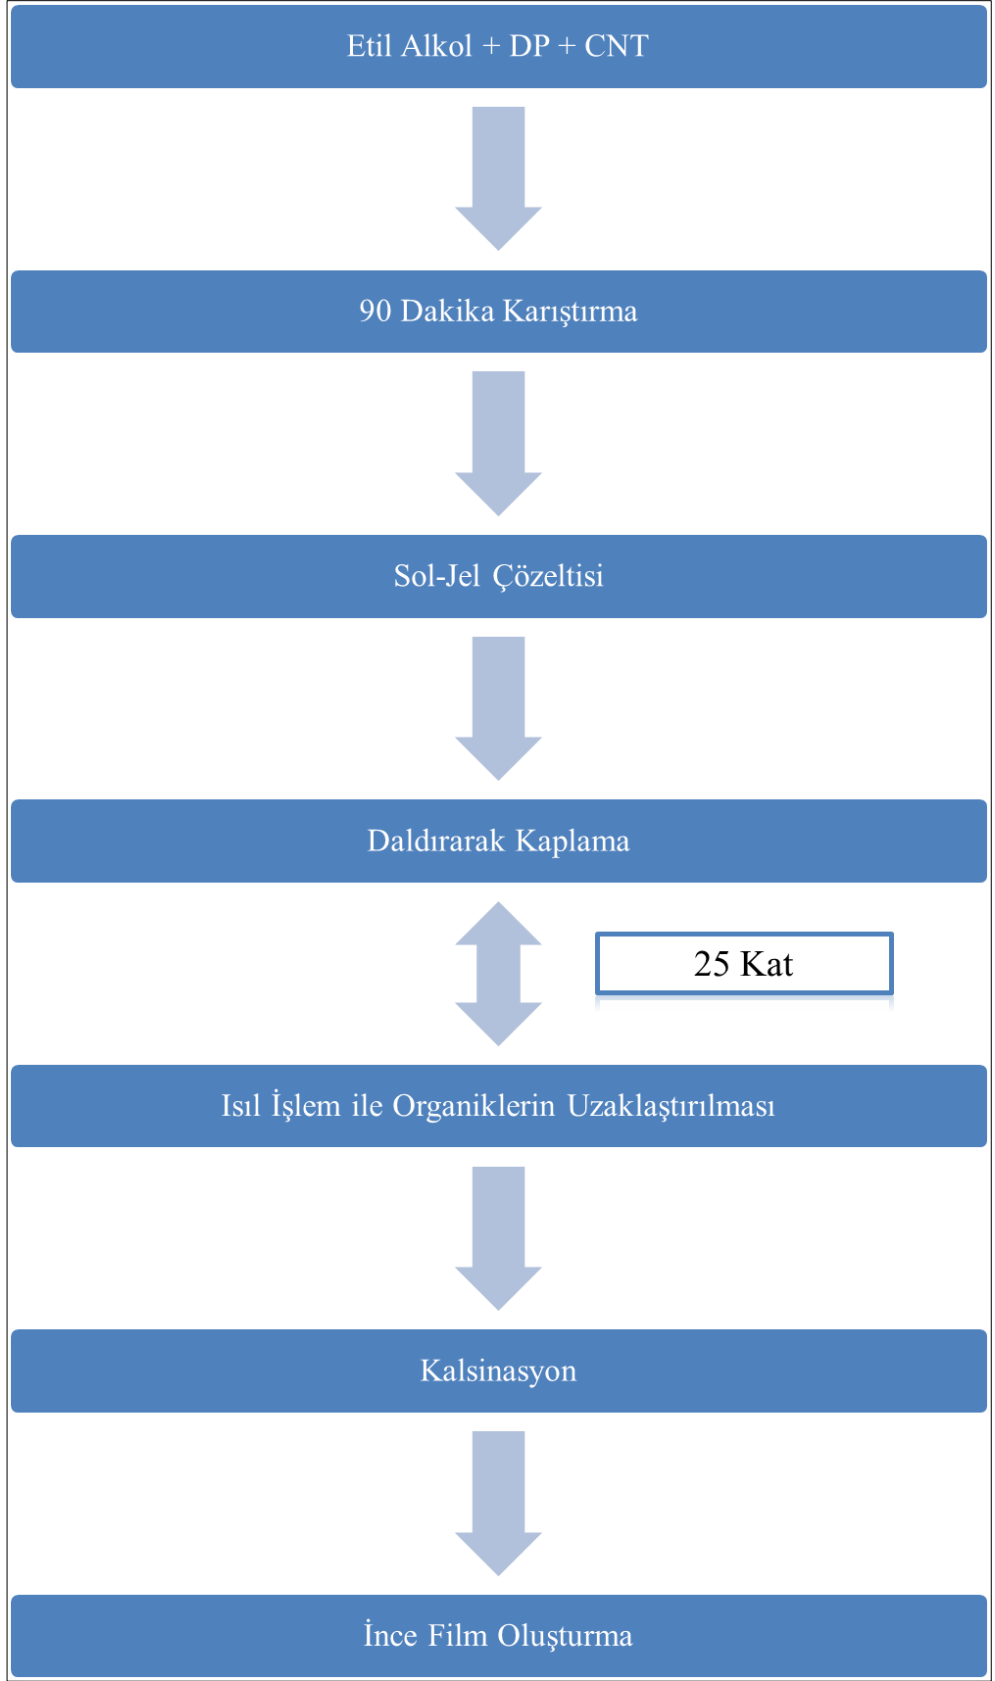 Etil Alkol + DP + CNT
90 Dakika Karıştırma
Sol-Jel Çözeltisi
Daldırarak Kaplama
25 Kat
Isıl İşlem ile Organiklerin Uzaklaştırılması
Kalsinasyon
İnce Film Oluşturma